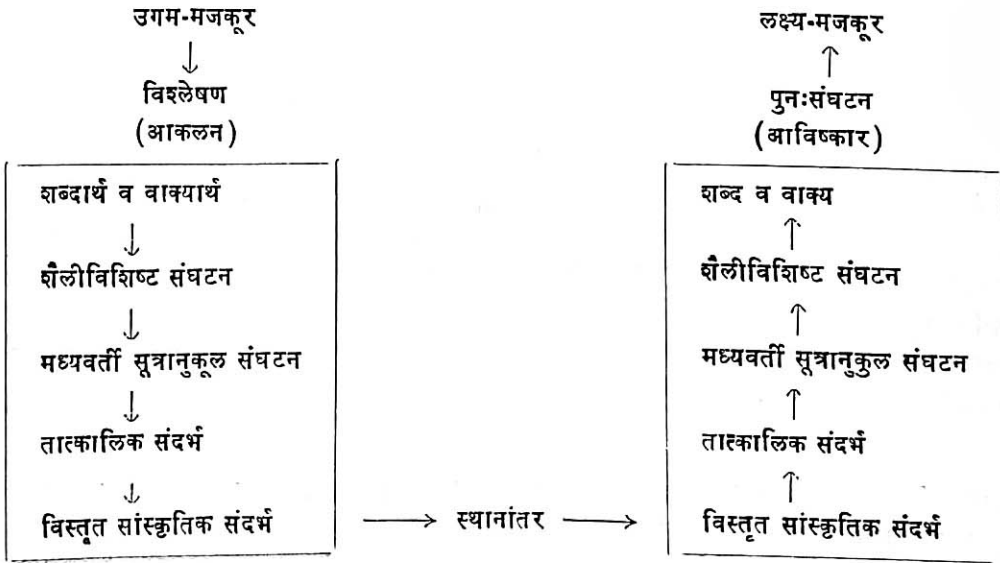 उगम-मजकूर
↓
विश्लेषण
(आकलन)
शब्दार्थ व वाक्यार्थ
↓
शैलीविशिष्ट संघटन
↓
मध्यवर्ती सूत्रानुकूल संघटन
↓
तात्कालिक संदर्भ
↓
विस्तृत सांस्कृतिक संदर्भ
→ स्थानांतर →
लक्ष्य-मजकूर
↑
पुनःसंघटन
(आविष्कार)
शब्द व वाक्य
↑
शैलीविशिष्ट संघटन
↑
मध्यवर्ती सूत्रानुकुल संघटन
↑
तात्कालिक संदर्भ
↑
विस्तृत सांस्कृतिक संदर्भ